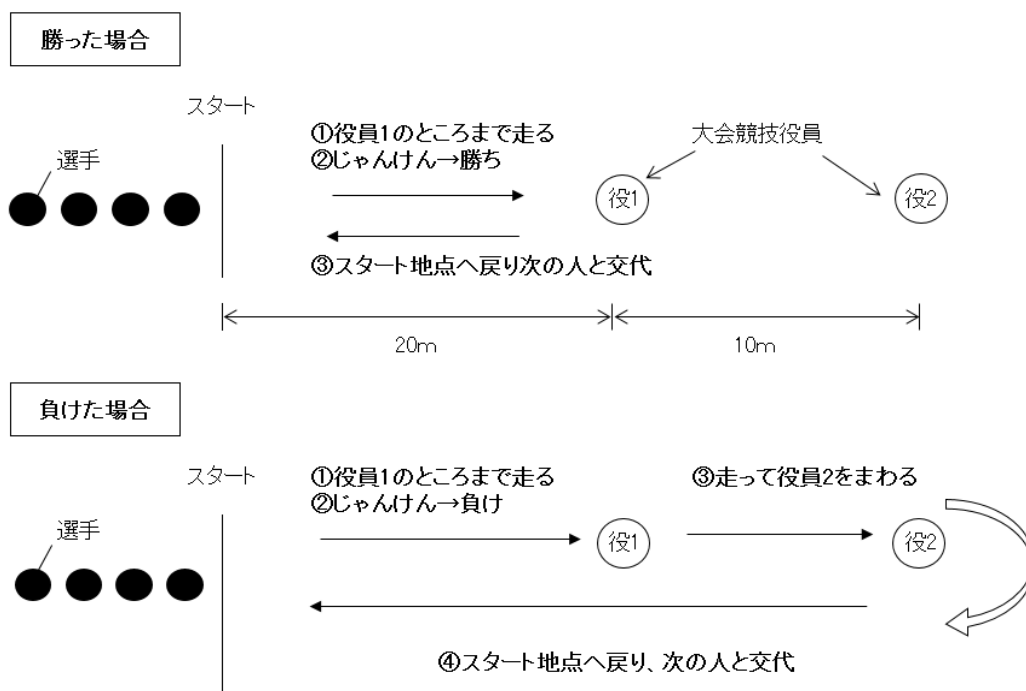 勝った場合
スタート
選手
①役員1のところまで走る
②じゃんけん→勝ち
大会競技役員
役1
役2
③スタート地点へ戻り次の人と交代
20m
10m
負けた場合
スタート
選手
①役員1のところまで走る
②じゃんけん→負け
③走って役員2をまわる
役1
役2
④スタート地点へ戻り、次の人と交代